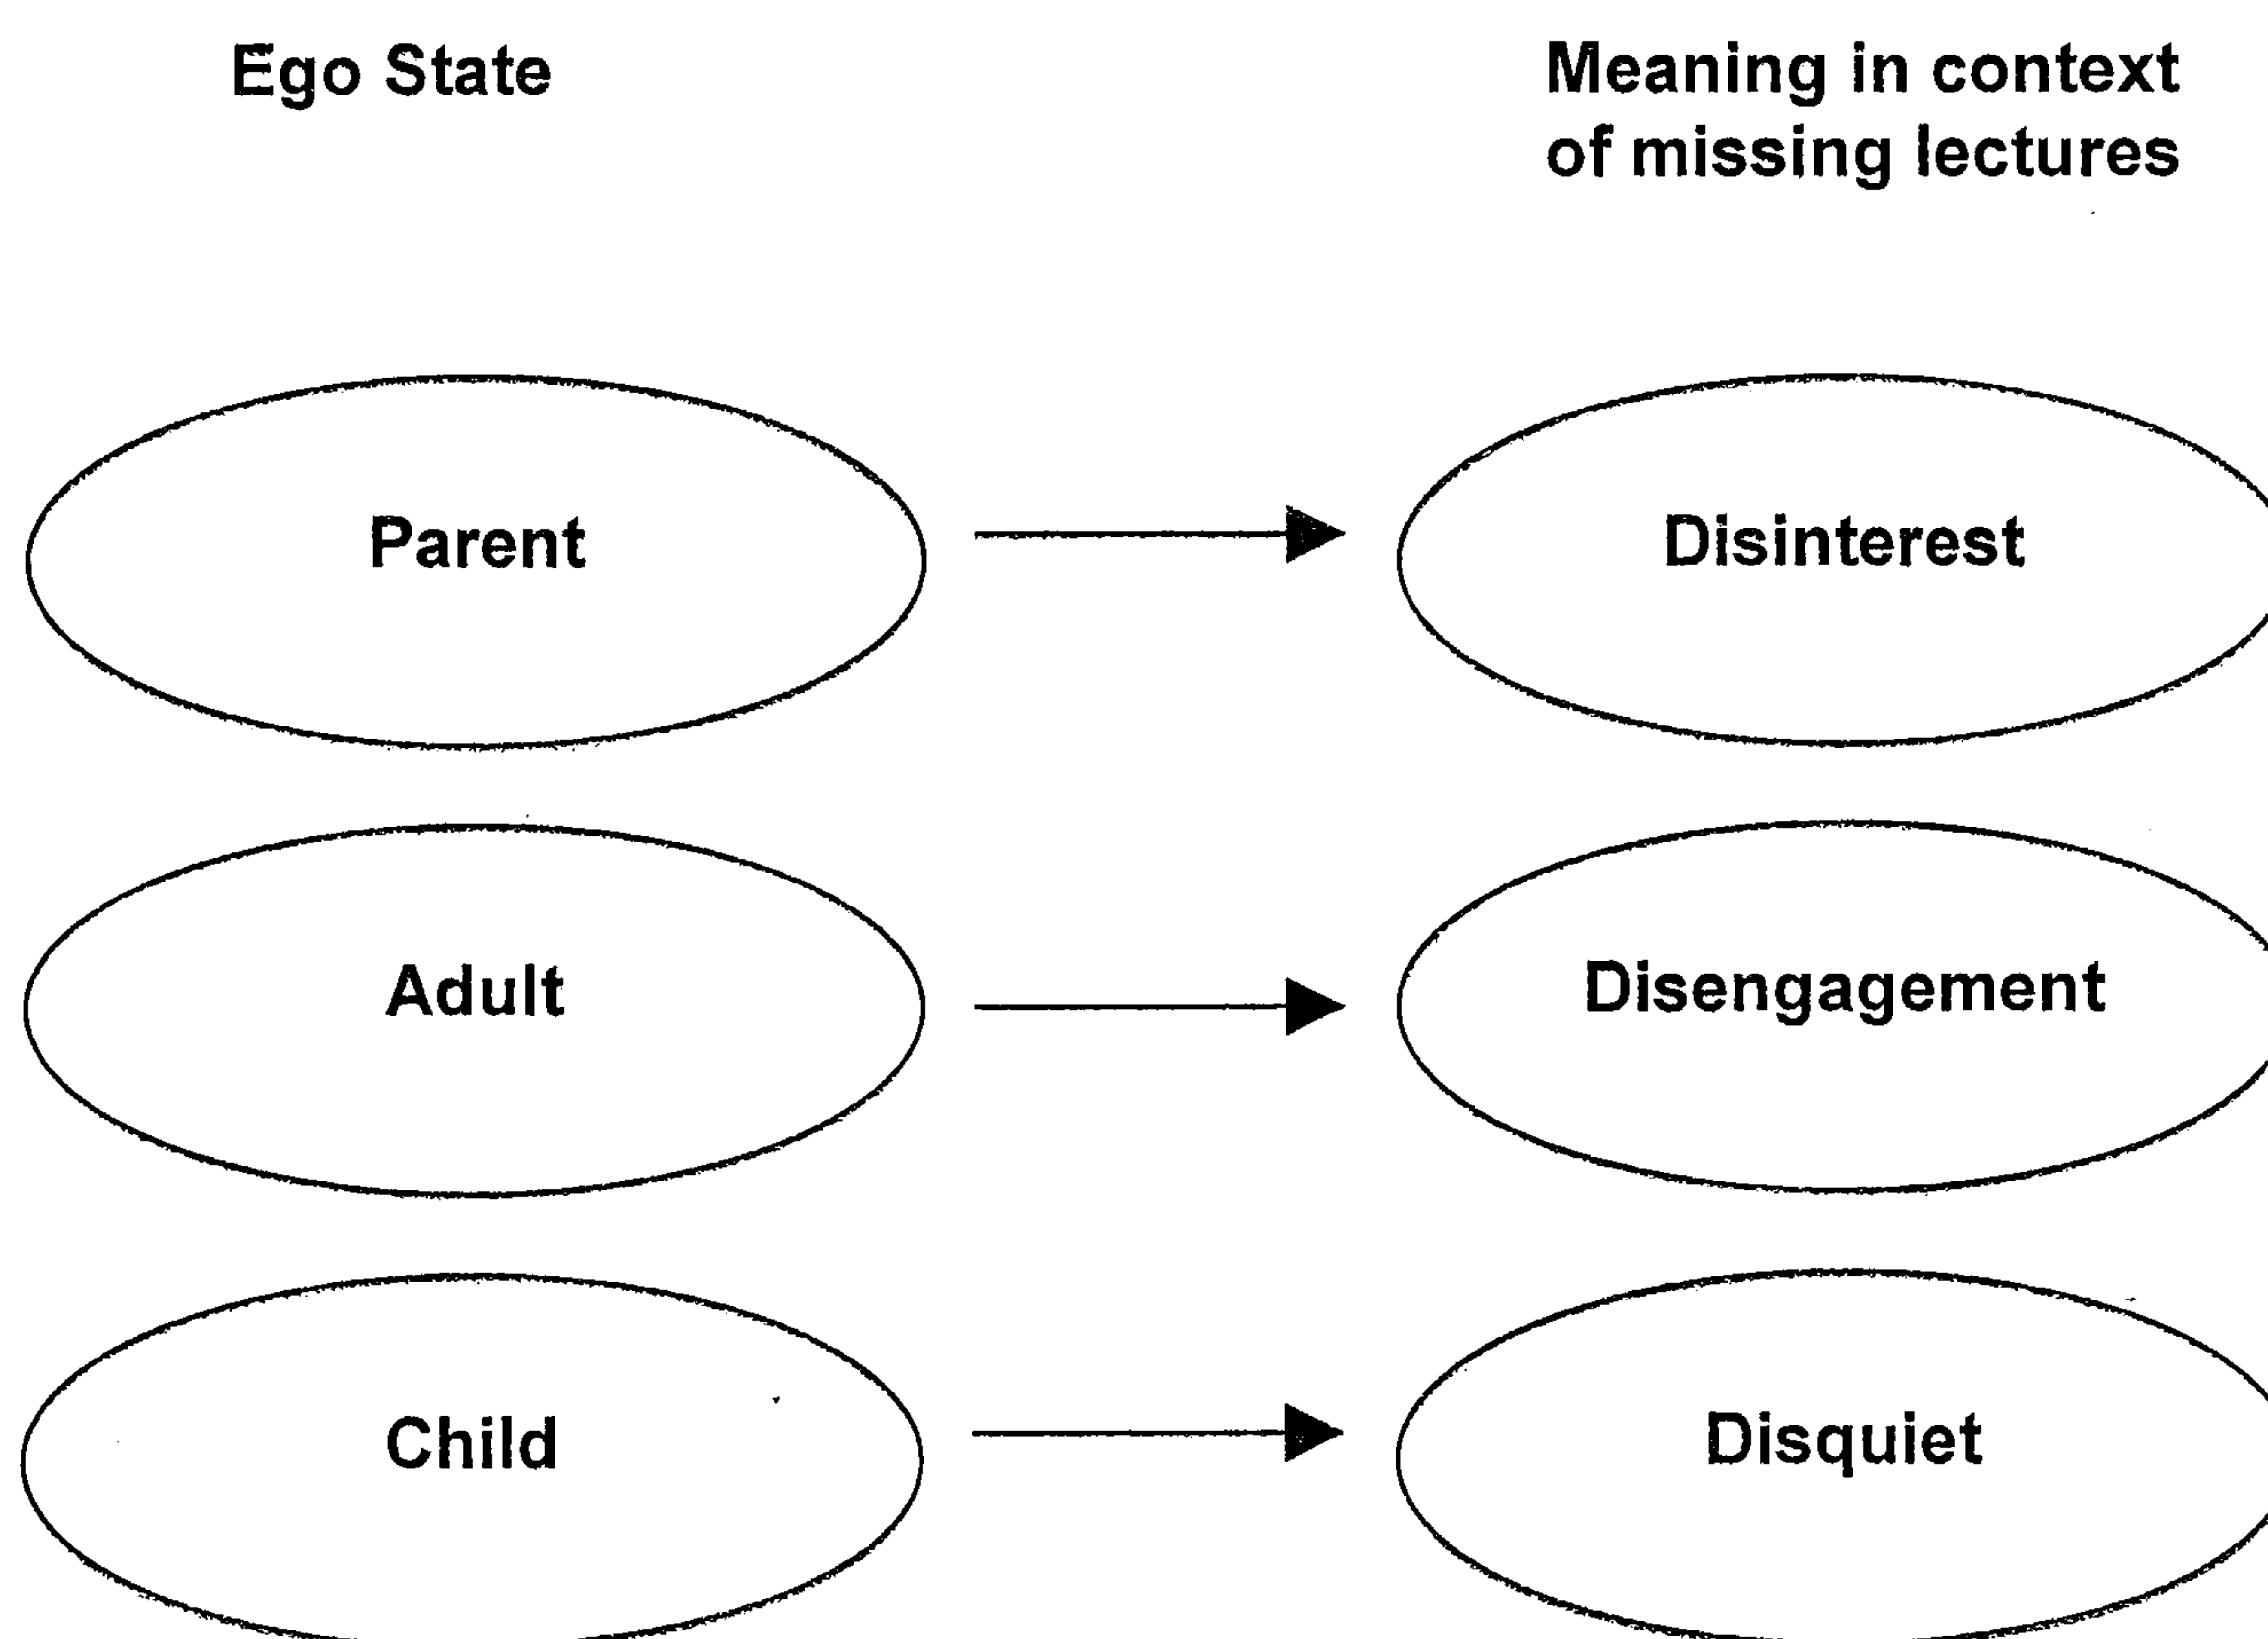 Ego State
Meaning in context
of missing lectures
Parent
Disinterest
Adult
Disengagement
Child
Disquiet